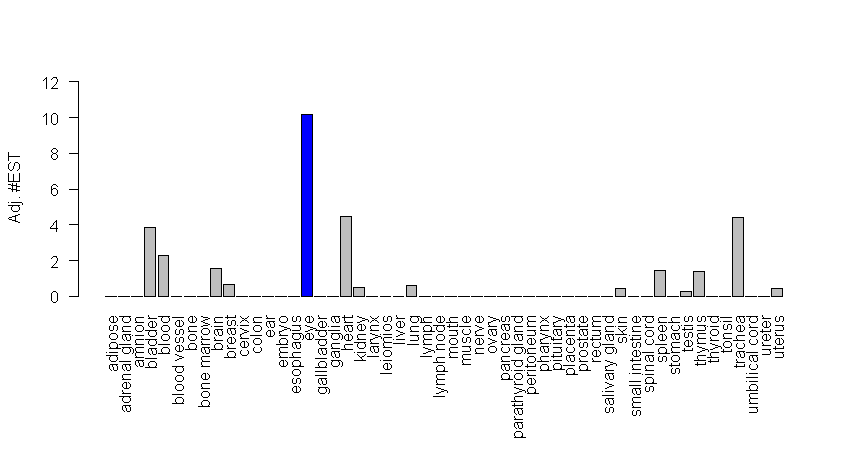 12
10
8
6
4
2
0
Adj. #EST
adipose
adrenal gland
amnion
bladder
blood
blood vessel
bone
bone marrow
brain
breast
cervix
colon
ear
embryo
esophagus
eye
gallbladder
ganglia
heart
kidney
larynx
leiomios
liver
lung
lymph
lymph node
mouth
muscle
nerve
ovary
pancreas
parathyroid gland
peritoneum
pharynx
pituitary
placenta
prostate
rectum
salivary gland
skin
small intestine
spinal cord
spleen
stomach
testis
thymus
thyroid
tonsil
trachea
umbilical cord
ureter
uterus